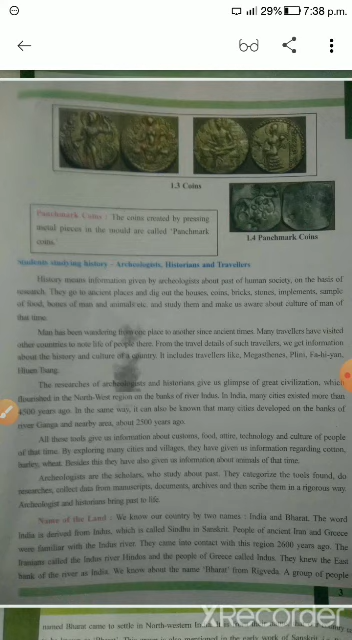 29% 7:38 p.m.
1.3 Coins
Punchmark Coins : The coins created by pressing
metal pieces in the mould are called 'Punchmark
coins.'
1.4 Panchmark Coins
Students studying history - Archeologists, Historians and Travellers
History means information given by archeologists about past of human society, on the basis of
research. They go to ancient places and dig out the houses, coins, bricks, stones, implements, sample
of food, bones of man and animals etc. and study them and make us aware about culture of man of
that time.
Man has been wandering from one place to another since ancient times. Many travellers have visited
other countries to note life of people there. From the travel details of such travellers, we get information
about the history and culture of a country. It includes travellers like, Megasthenes, Plino, Fa-hi-yan,
Hiuen Tsang.
The researches of archeologists and historians give us glimpse of great civilization, which
flourished in the North-West region on the banks of river Indus. In India, many cities existed more than
4500 years ago. In the same way, it can also be known that many cities developed on the banks of
river Ganga and nearby area, about 2500 years ago.
All these tools give us information about customs, food, attire, technology and culture of people
of that time. By exploring many cities and villages, they have given us information regarding cotton,
barley, wheat. Besides this they have also given us information about animals of that time.
Archeologists are the scholars, who study about past. They categorize the tools found, do
researches, collect data from manuscripts, documents, archives and then scribe them in a rigorous way
Archeologist and historians bring past to life.
Name of the Land : We know our country by two names : India and Bharat. The word
India is derived from Indus, which is called Sindhu in Sanskrit. People of ancient Iran and Greece
were familiar with the Indus river. They came into contact with this region 2600 years ago. The
Iranians called the Indus river Hindus and the people of Greece called Indus. They knew the East
bank of the river as India. We know about the name 'Bharat' from Rigveda. A group of people
3
named Bharat came to settle in North-western
XRecorder